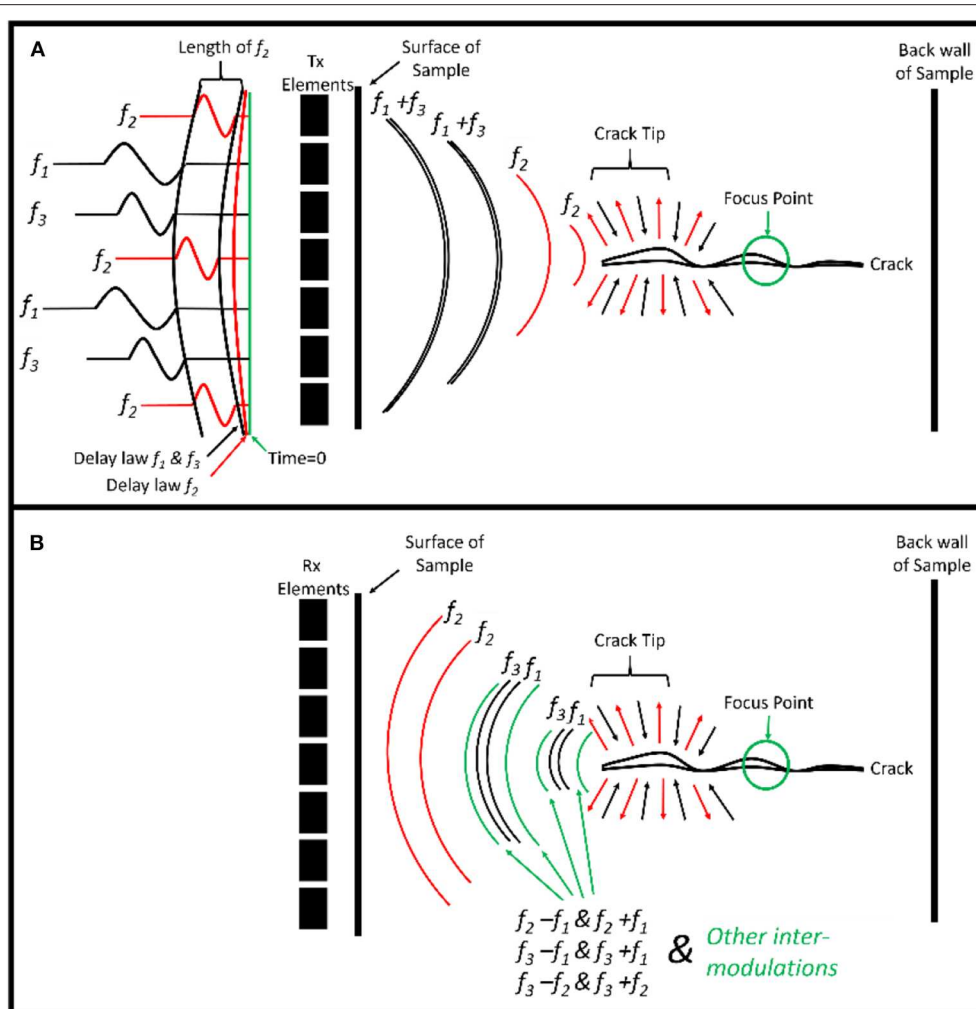 A
Length of f2
Tx
Elements
Surface of
Sample
Back wall
of Sample
f2
f1
f3
f2
f1
f3
f2
f1 +f3
f1 +f3
f2
f2
Crack Tip
Focus Point
Crack
Delay law f1 & f3
Time=0
Delay law f2
B
Rx
Elements
Surface of
Sample
Back wall
of Sample
f2
f2
f3 f1
f3 f1
Crack Tip
Focus Point
Crack
f2 –f1 & f2 +f1
f3 –f1 & f3 +f1
f3 –f2 & f3 +f2
&
Other inter-
modulations